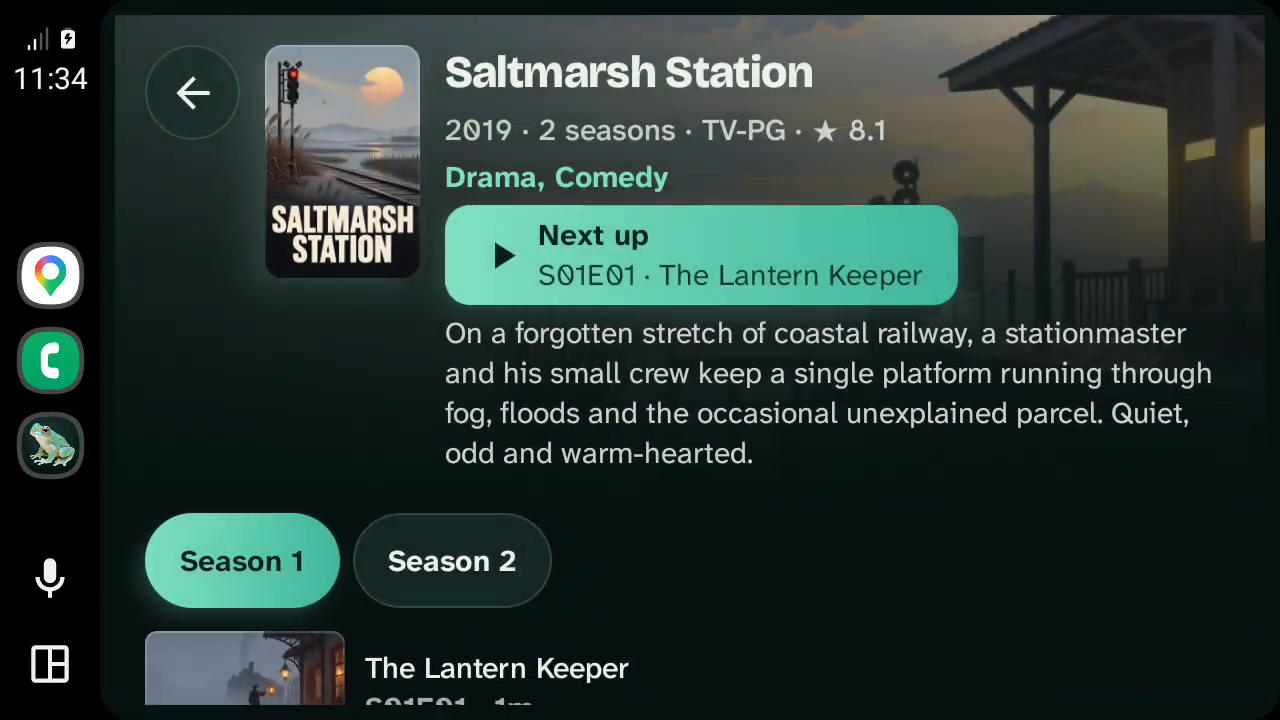 11:34
Saltmarsh Station
2019 · 2 seasons · TV-PG · ★ 8.1
Drama, Comedy
SALTMARSH
STATION
Next up
S01E01 · The Lantern Keeper
On a forgotten stretch of coastal railway, a stationmaster
and his small crew keep a single platform running through
fog, floods and the occasional unexplained parcel. Quiet,
odd and warm-hearted.
Season 1
Season 2
The Lantern Keeper
S01E01 · 1m